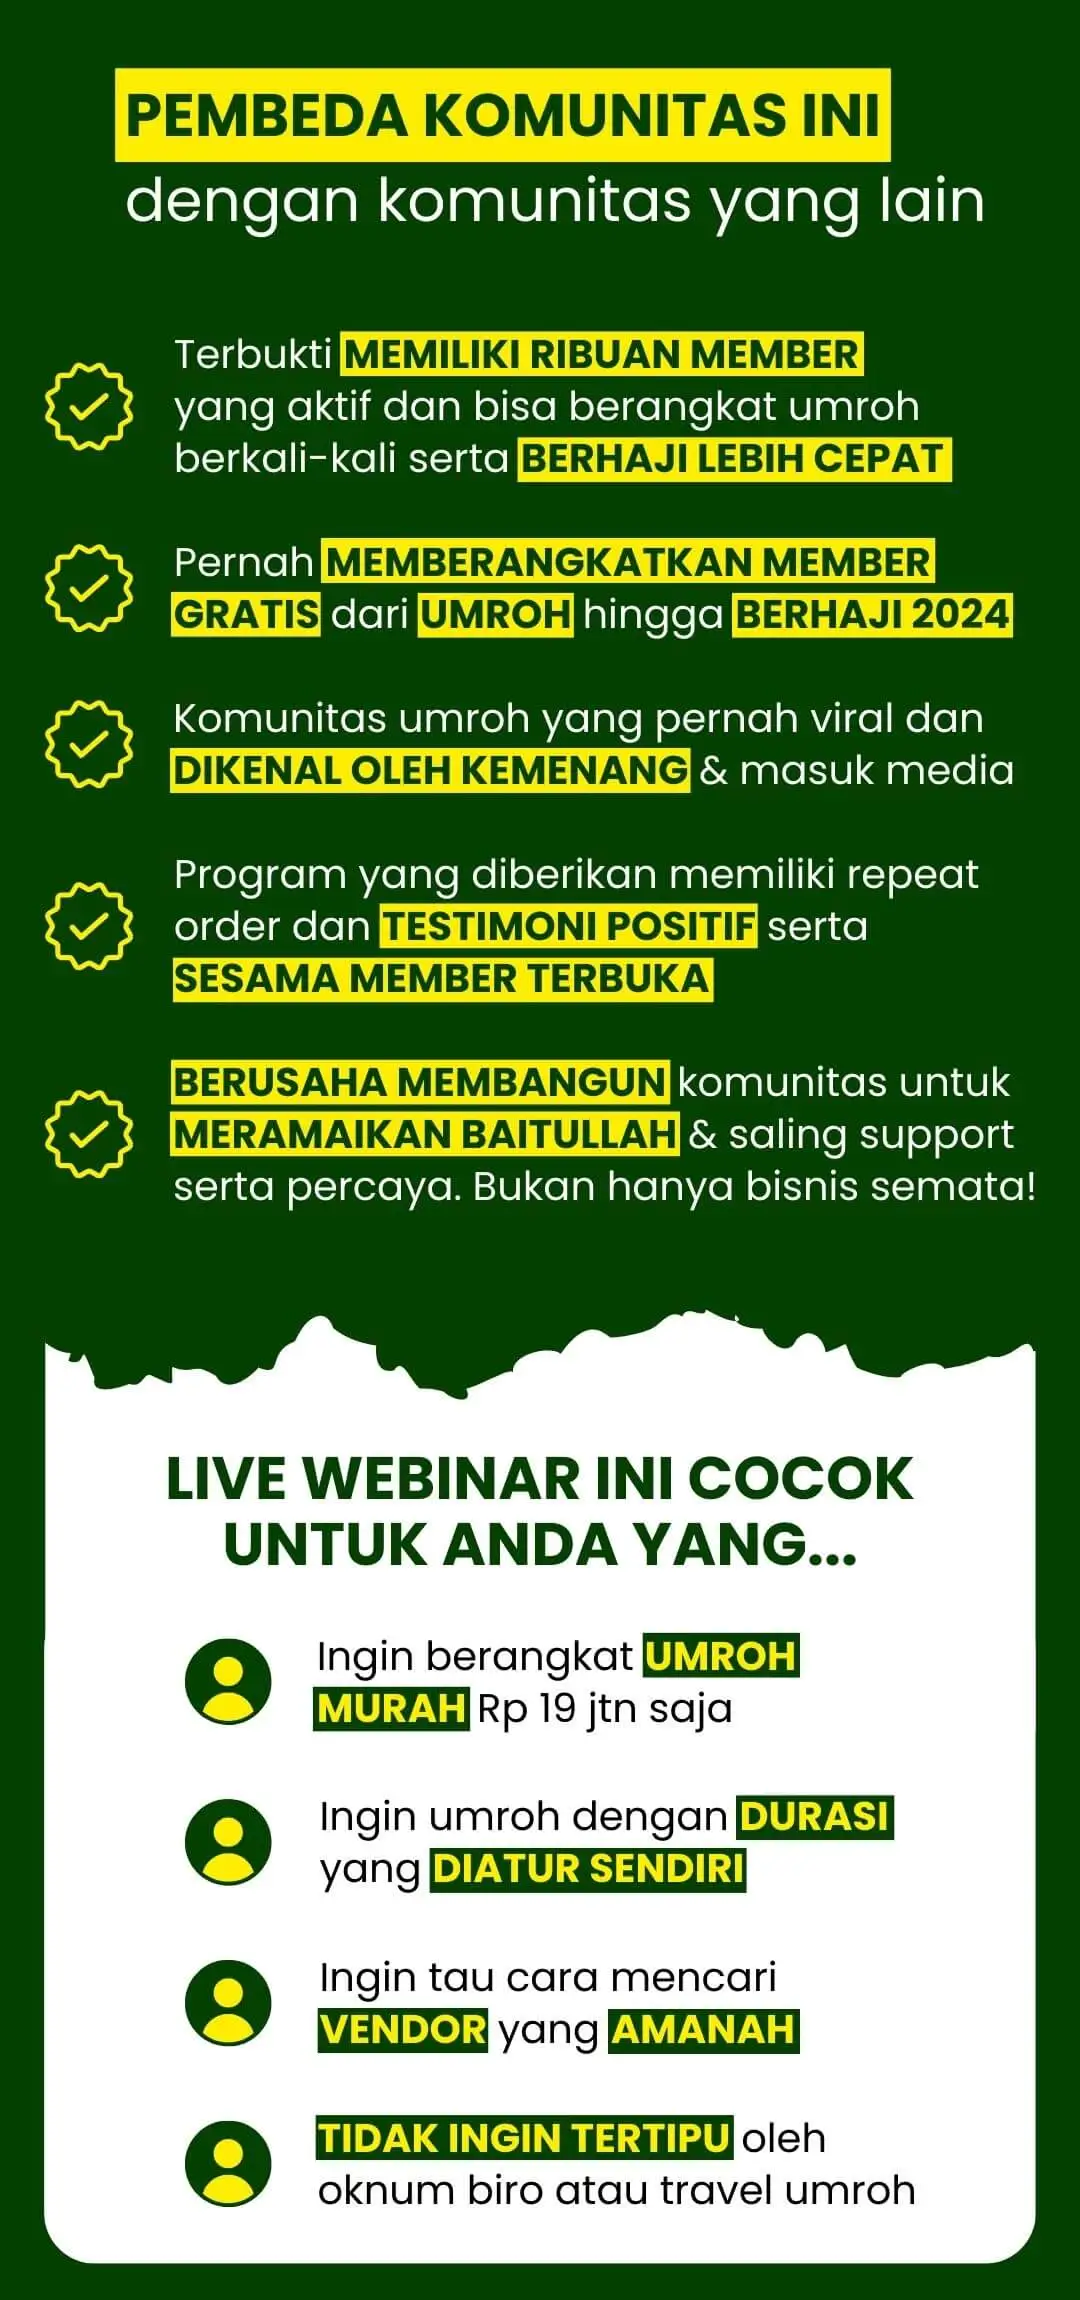 PEMBEDA KOMUNITAS INI
dengan komunitas yang lain
Terbukti MEMILIKI RIBUAN MEMBER
yang aktif dan bisa berangkat umroh
berkali-kali serta BERHAJI LEBIH CEPAT
Pernah MEMBERANGKATKAN MEMBER
GRATIS dari UMROH hingga BERHAJI 2024
Komunitas umroh yang pernah viral dan
DIKENAL OLEH KEMENANG & masuk media
Program yang diberikan memiliki repeat
order dan TESTIMONI POSITIF serta
SESAMA MEMBER TERBUKA
BERUSAHA MEMBANGUN komunitas untuk
MERAMAIKAN BAITULLAH & saling support
serta percaya. Bukan hanya bisnis semata!
LIVE WEBINAR INI COCOK
UNTUK ANDA YANG...
Ingin berangkat UMROH
MURAH Rp 19 jtn saja
Ingin umroh dengan DURASI
yang DIATUR SENDIRI
Ingin tau cara mencari
VENDOR yang AMANAH
TIDAK INGIN TERTIPU oleh
oknum biro atau travel umroh